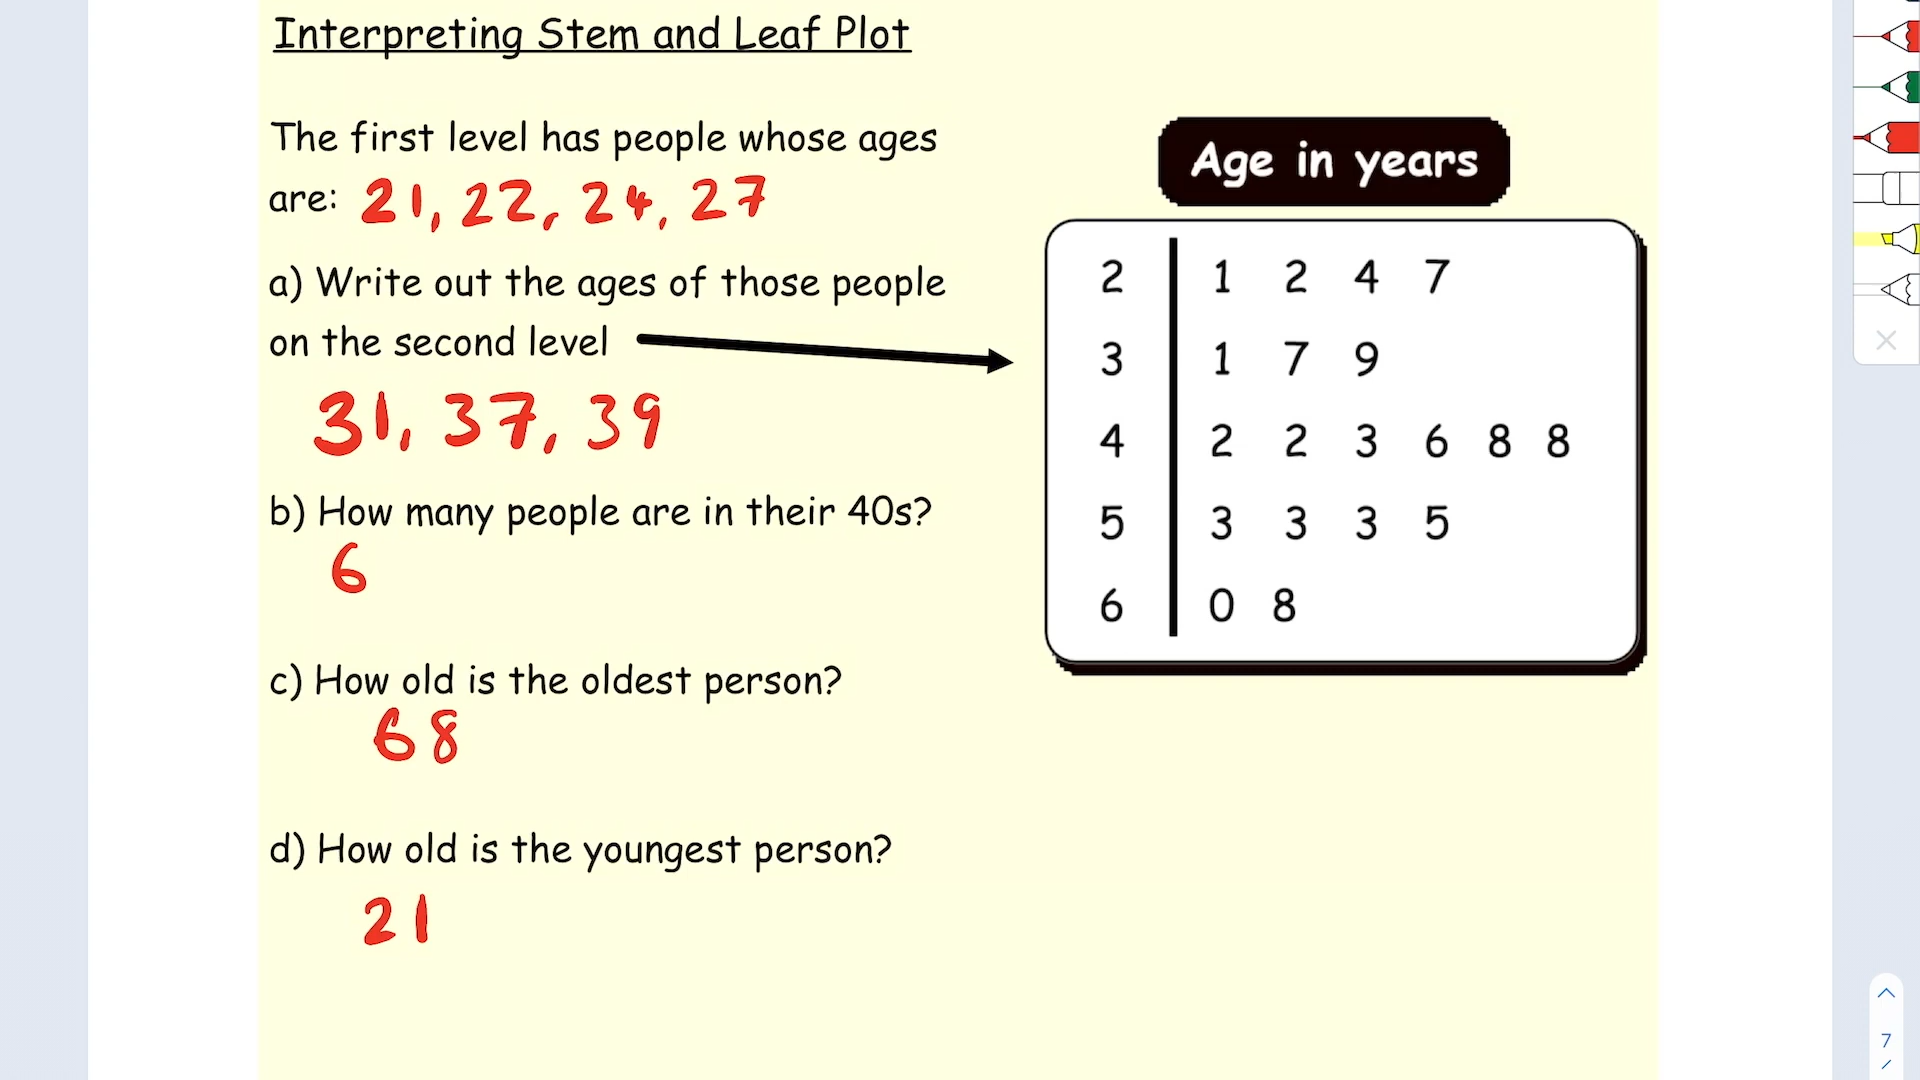 Interpreting Stem and Leaf Plot
The first level has people whose ages
are: 21, 22, 24, 27
a) Write out the ages of those people
on the second level
31, 37, 39
b) How many people are in their 40s?
6
c) How old is the oldest person?
68
d) How old is the youngest person?
21
Age in years
2 1 2 4 7
3 1 7 9
4 2 2 3 6 8 8
5 3 3 3 5
6 0 8
7